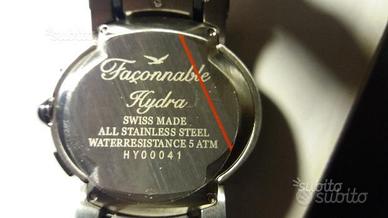 Façonnable
Hydra
SWISS MADE
ALL STAINLESS STEEL
WATERRESISTANCE 5 ATM
HY00041
subito
subito